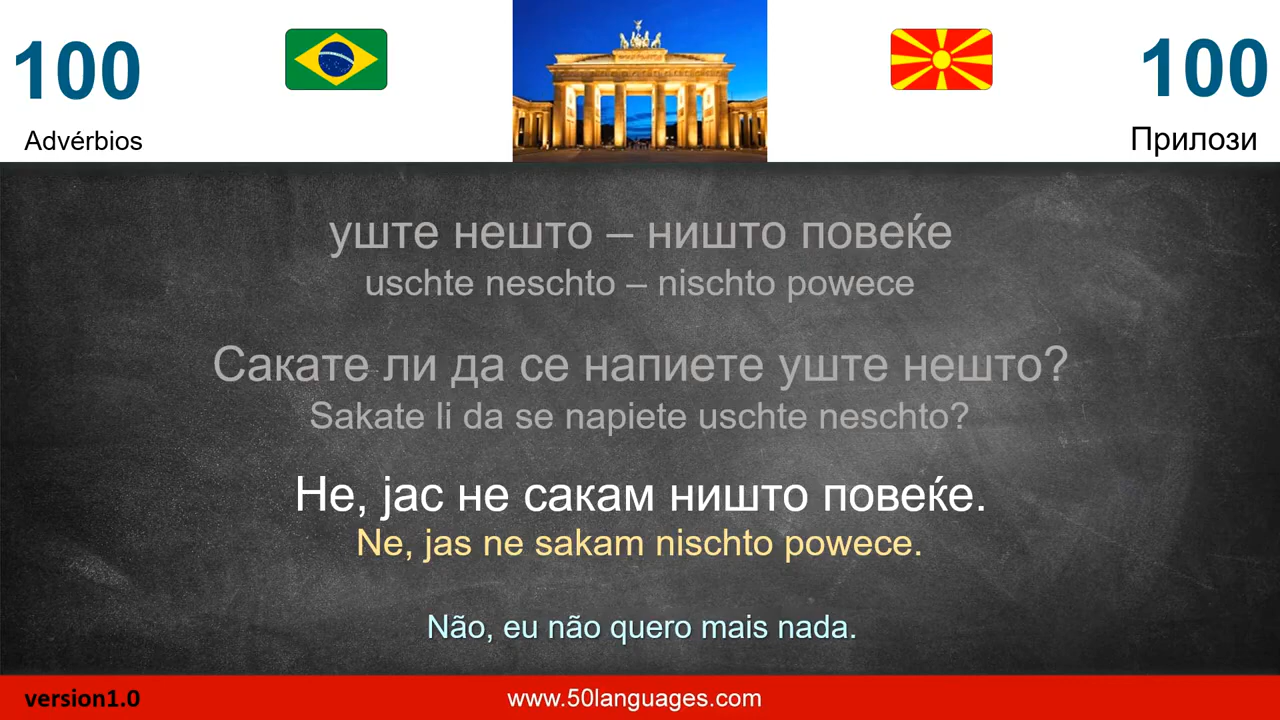 100
100
Advérbios
Прилози
уште нешто – ништо повеќе
uschte neschto – nischto powece
Сакате ли да се напиете уште нешто?
Sakate li da se napiete uschte neschto?
Не, јас не сакам ништо повеќе.
Ne, jas ne sakam nischto powece.
Não, eu não quero mais nada.
version1.0
www.50languages.com